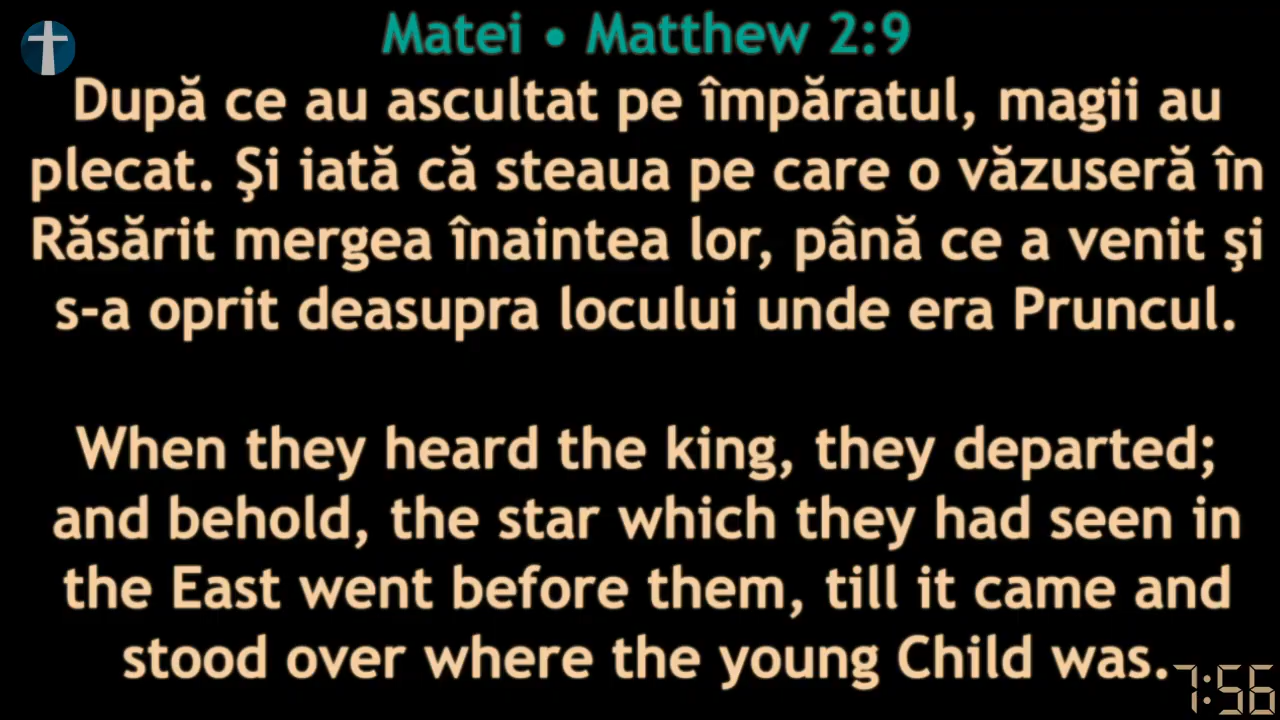 Matei • Matthew 2:9
După ce au ascultat pe împăratul, magii au
plecat. Şi iată că steaua pe care o văzuseră în
Răsărit mergea înaintea lor, până ce a venit şi
s-a oprit deasupra locului unde era Pruncul.
When they heard the king, they departed;
and behold, the star which they had seen in
the East went before them, till it came and
stood over where the young Child was.
7:56